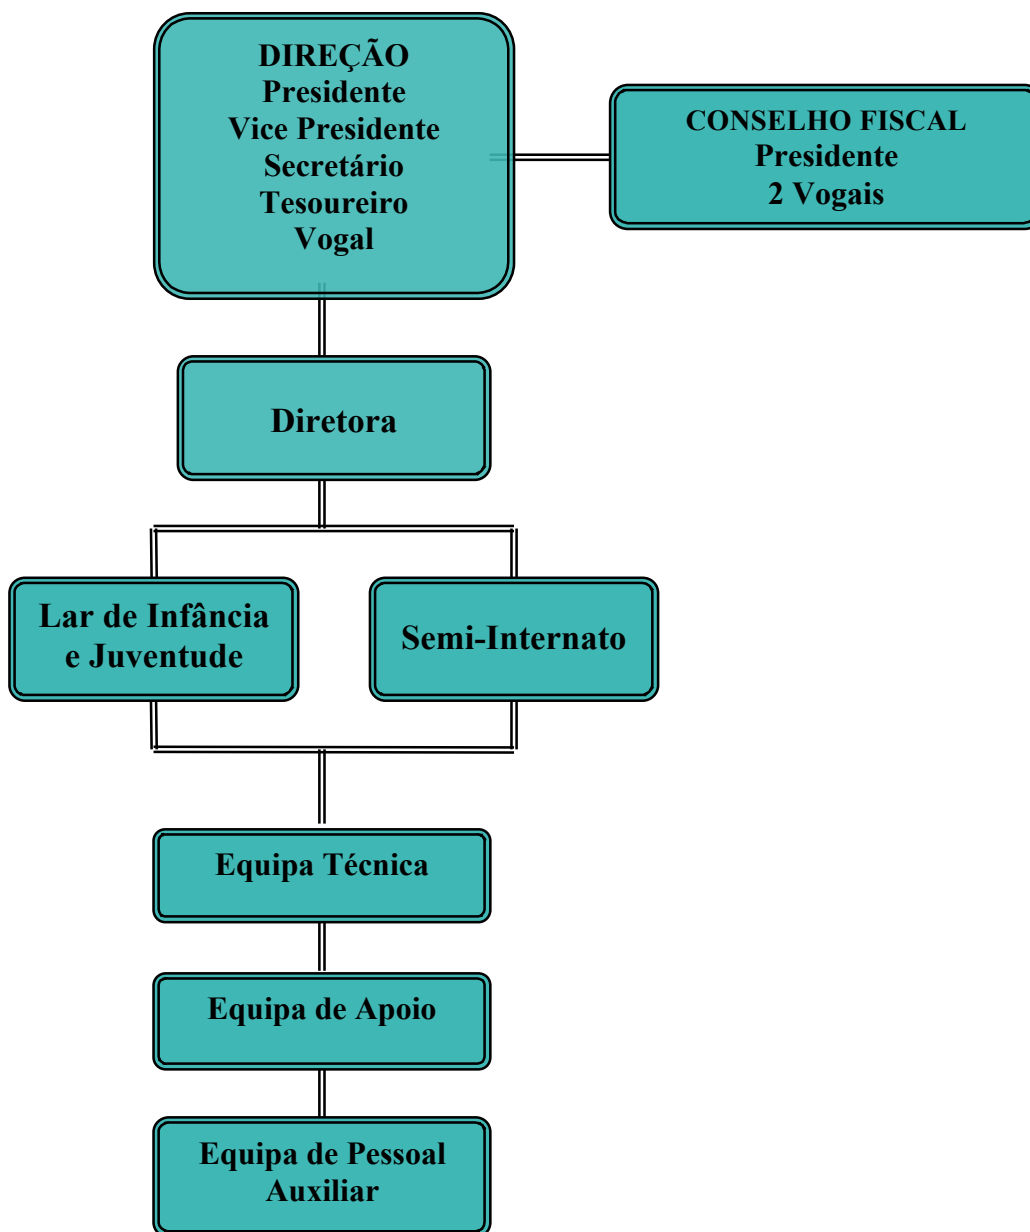 DIREÇÃO
Presidente
Vice Presidente
Secretário
Tesoureiro
Vogal
CONSELHO FISCAL
Presidente
2 Vogais
Diretora
Lar de Infância
e Juventude
Semi-Internato
Equipa Técnica
Equipa de Apoio
Equipa de Pessoal
Auxiliar